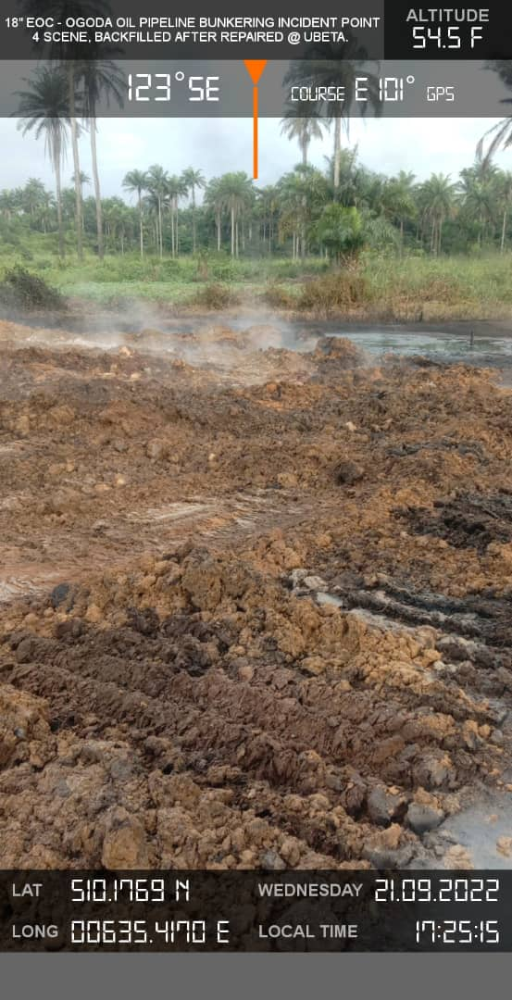 18" EOC - OGODA OIL PIPELINE BUNKERING INCIDENT POINT
4 SCENE, BACKFILLED AFTER REPAIRED @ UBETA.
ALTITUDE
54.5 F
123°SE
COURSE E 101° GPS
LAT 510.1769 N
WEDNESDAY 21.09.2022
LONG 00635.4170 E
LOCAL TIME 17:25:15